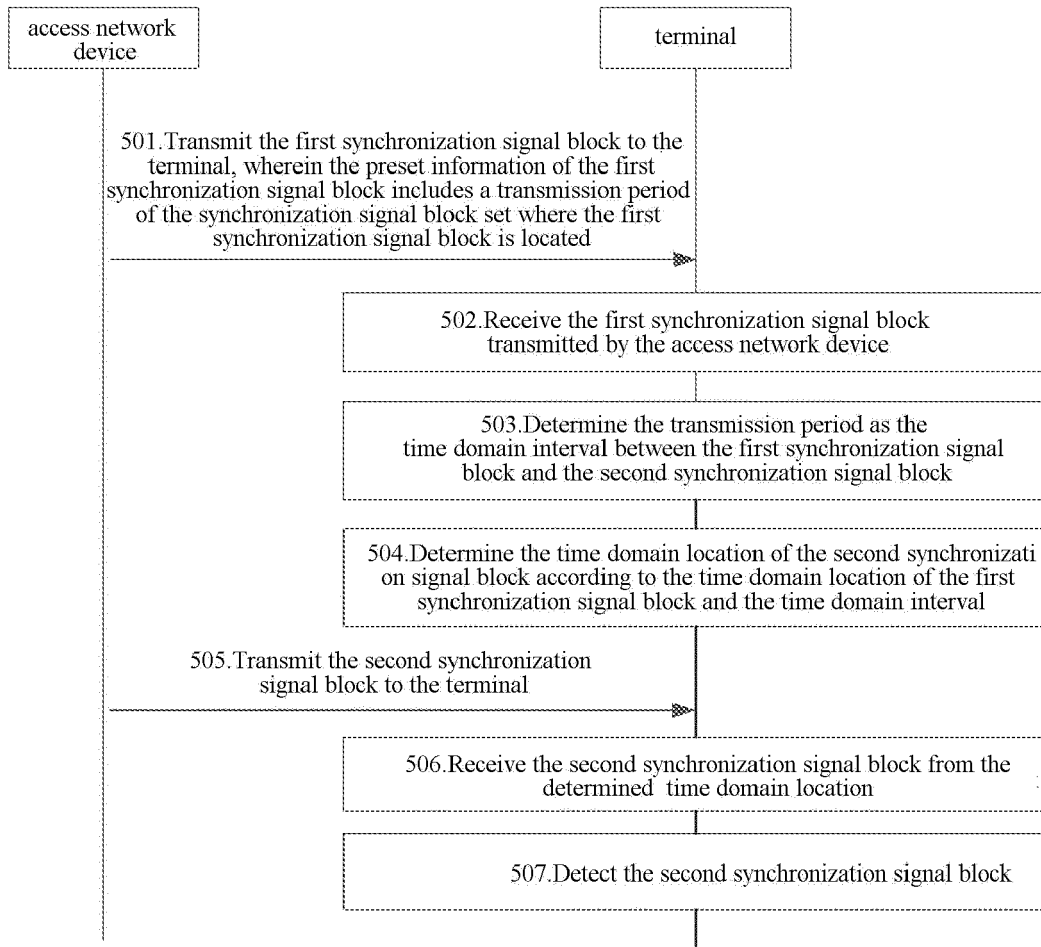 access network
device
terminal
501.Transmit the first synchronization signal block to the
terminal, wherein the preset information of the first
synchronization signal block includes a transmission period
of the synchronization signal block set where the first
synchronization signal block is located
502.Receive the first synchronization signal block
transmitted by the access network device
503.Determine the transmission period as the
time domain interval between the first synchronization signal
block and the second synchronization signal block
504.Determine the time domain location of the second synchronizati
on signal block according to the time domain location of the first
synchronization signal block and the time domain interval
505.Transmit the second synchronization
signal block to the terminal
506.Receive the second synchronization signal block from the
determined time domain location
507.Detect the second synchronization signal block